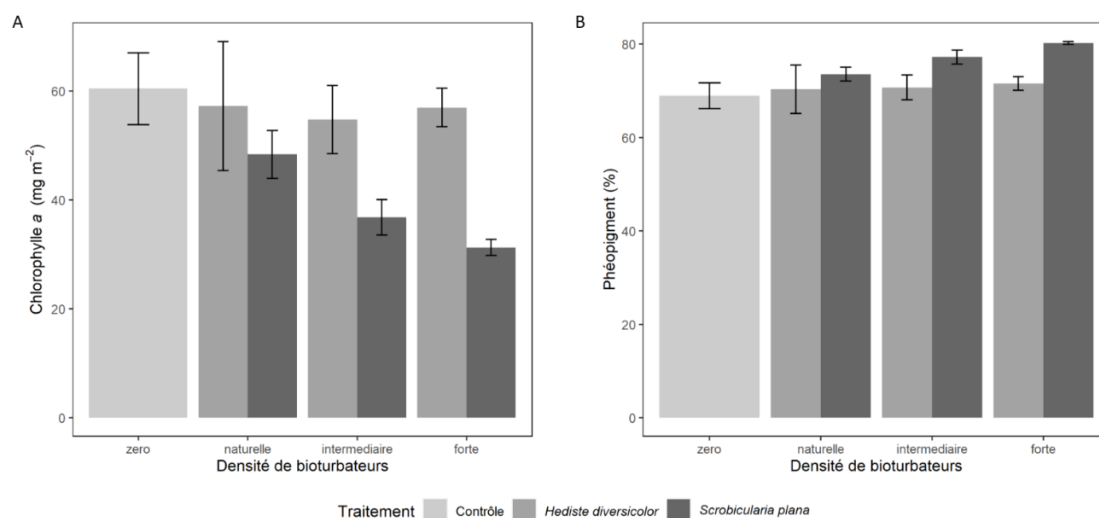 A
Chlorophylle a (mg m−2)
60
40
20
0
zero
naturelle
intermediaire
forte
Densité de bioturbateurs
B
Phéopigment (%)
80
60
40
20
0
zero
naturelle
intermediaire
forte
Densité de bioturbateurs
Traitement Contrôle Hediste diversicolor Scrobicularia plana